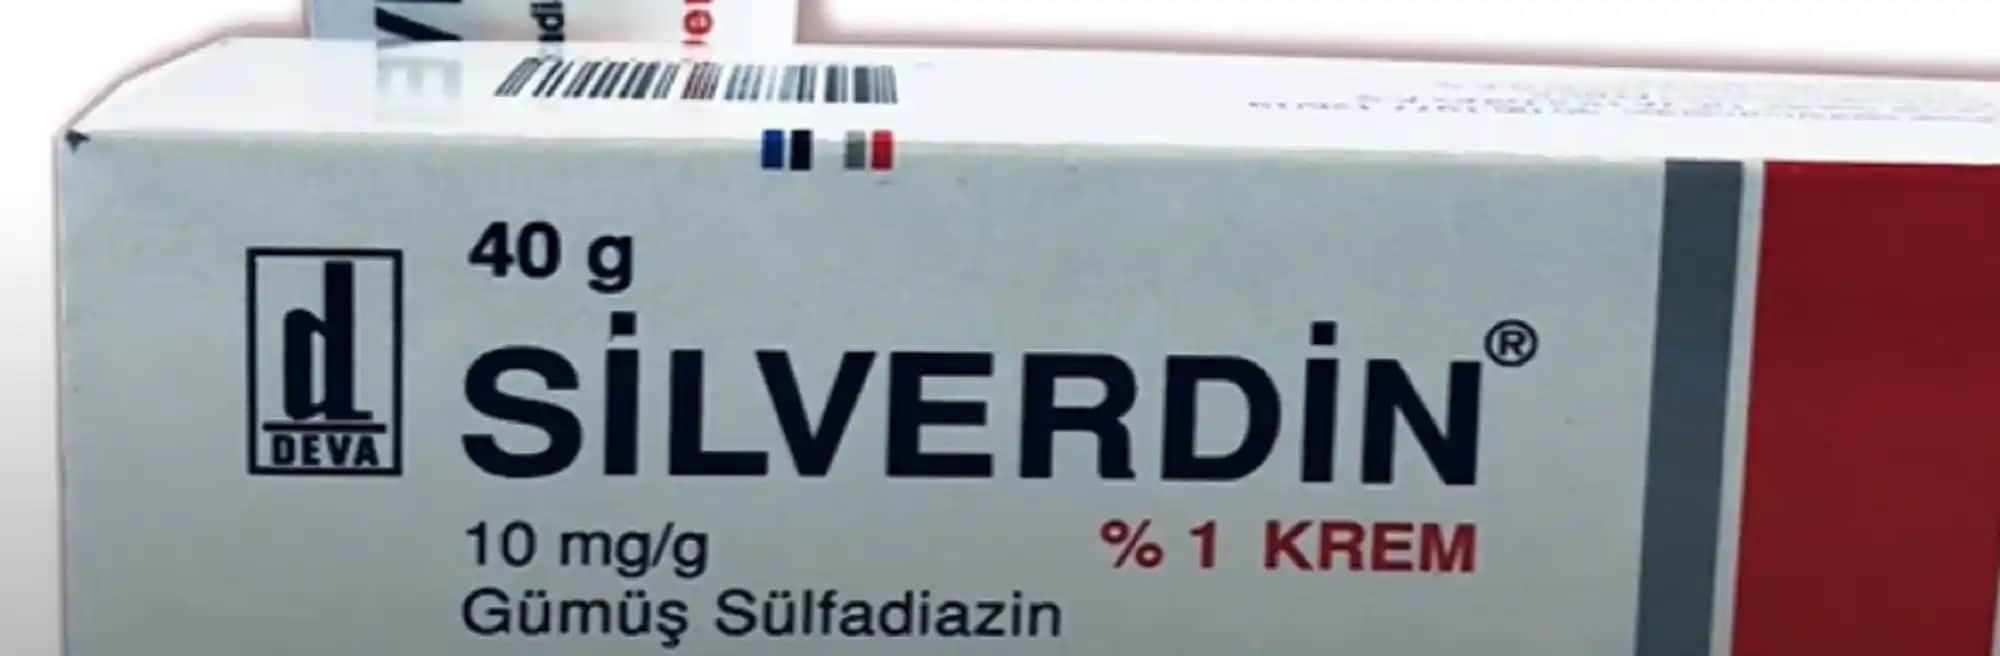 40 g
d
DEVA
SİLVERDİN®
10 mg/g
% 1 KREM
Gümüş Sülfadiazin